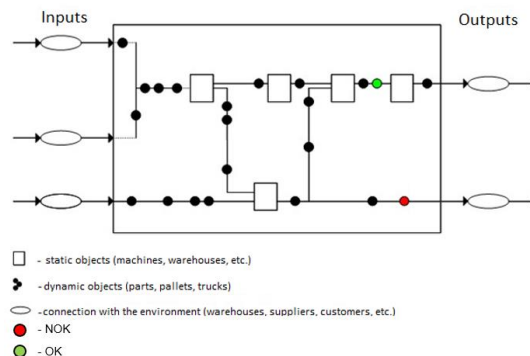 Inputs
Outputs
- static objects (machines, warehouses, etc.)
- dynamic objects (parts, pallets, trucks)
-connection with the environment (warehouses, suppliers, customers, etc.)
- NOK
- OK